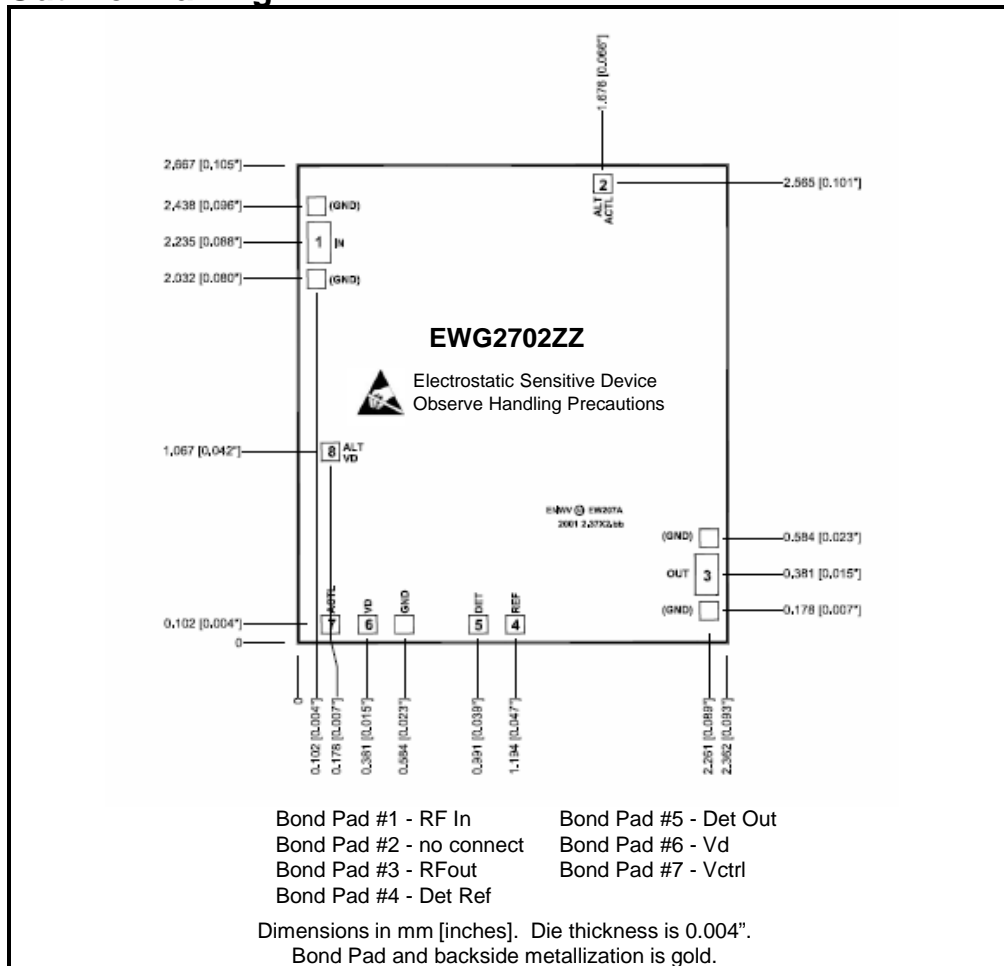 1.676 [0.066"]
2.667 [0.105"]
2.565 [0.101"]
2
ALT
ACTL
2.438 [0.096"]
(GND)
2.235 [0.088"]
1
IN
2.032 [0.080"]
(GND)
EWG2702ZZ
Electrostatic Sensitive Device
Observe Handling Precautions
1.067 [0.042"]
8
ALT
VD
2001
(GND)
0.584 [0.023"]
OUT
3
0.381 [0.015"]
(GND)
0.178 [0.007"]
ACTL
VD
GND
DET
REF
0.102 [0.004"]
7
6
5
4
0
0
0.102 [0.004"]
0.178 [0.007"]
0.381 [0.015"]
0.584 [0.023"]
0.991 [0.039"]
1.194 [0.047"]
2.261 [0.089"]
2.362 [0.093"]
Bond Pad #1 - RF In
Bond Pad #2 - no connect
Bond Pad #3 - RFout
Bond Pad #4 - Det Ref
Bond Pad #5 - Det Out
Bond Pad #6 - Vd
Bond Pad #7 - Vctrl
Dimensions in mm [inches]. Die thickness is 0.004".
Bond Pad and backside metallization is gold.